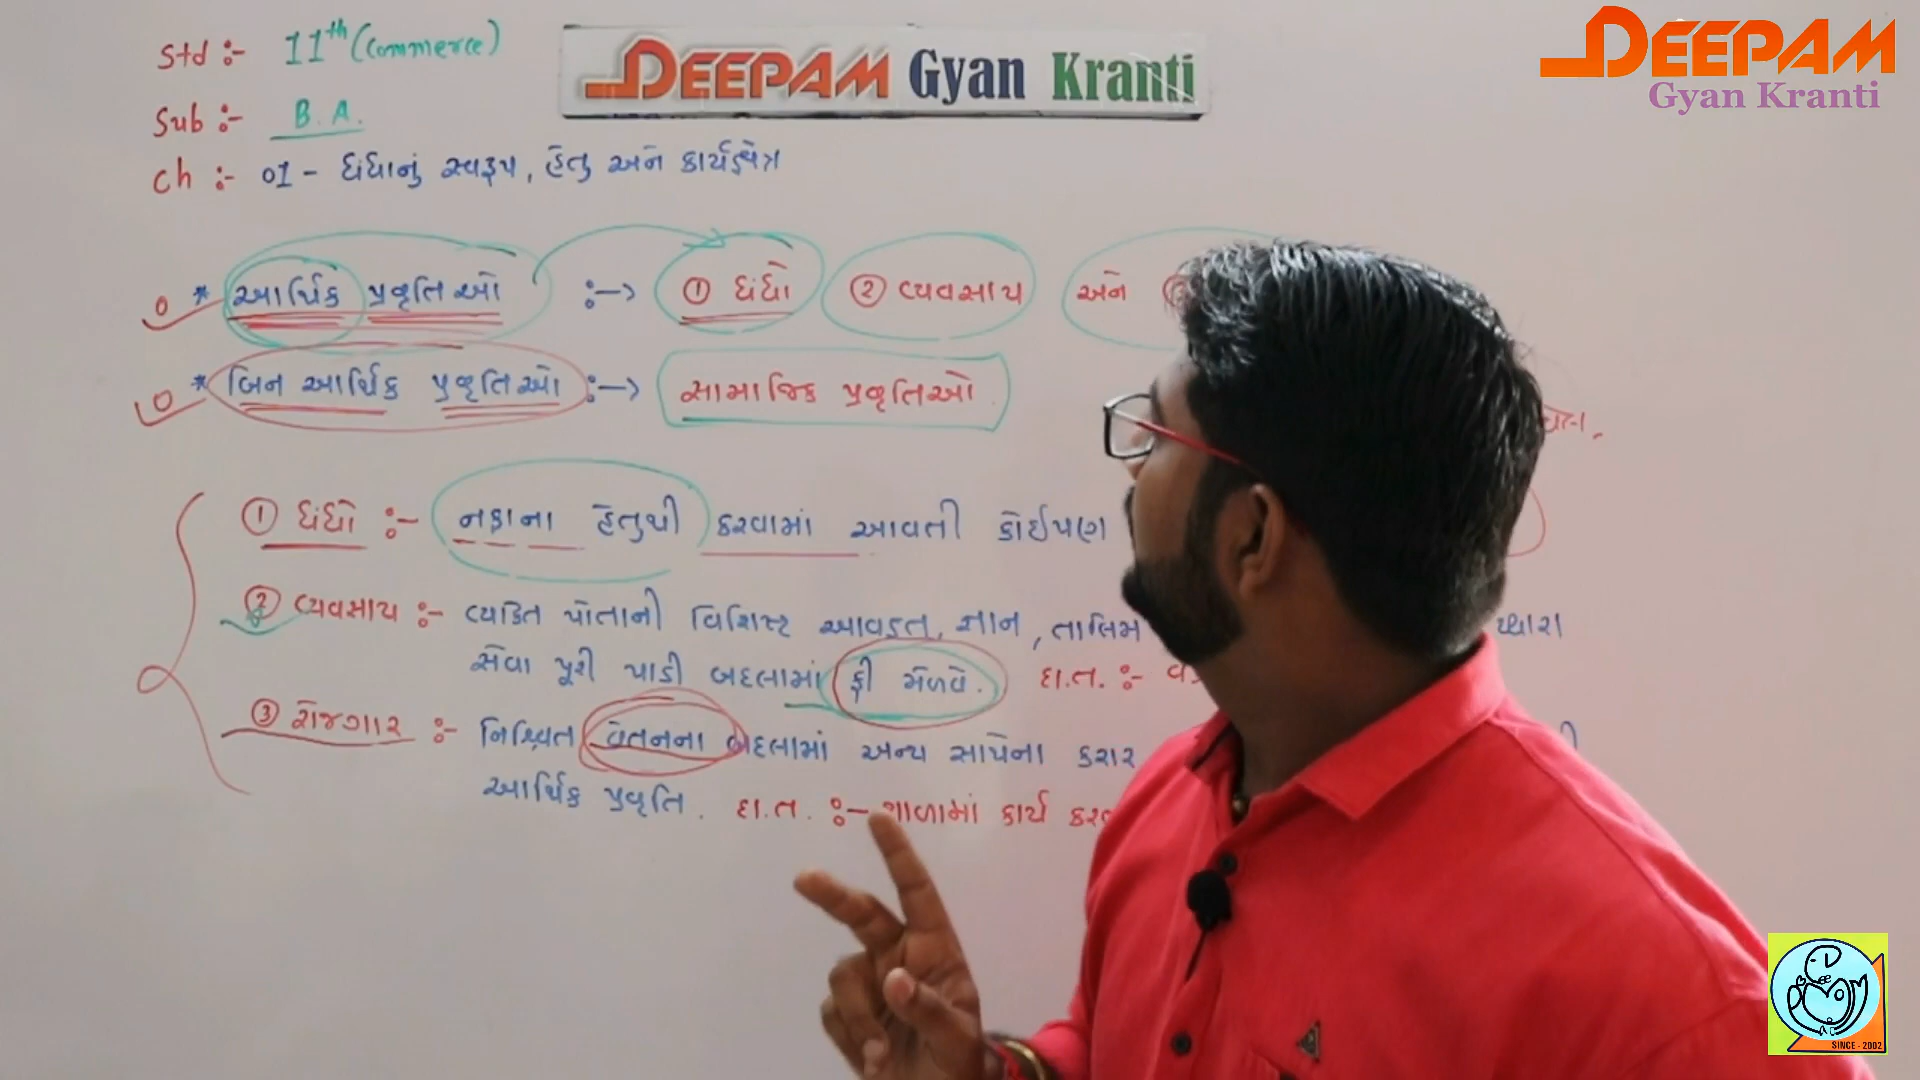 Std :- 11th (Commerce)
DEEPAM Gyan Kranti
DEEPAM
Gyan Kranti
Sub :- B.A.
Ch :- 01 - ધંધાનું સ્વરૂપ, હેતુ અને કાર્યક્ષેત્ર
* આર્થિક પ્રવૃતિઓ :-> ① ધંધો ② વ્યવસાય અને
* બિન આર્થિક પ્રવૃતિઓ :-> સામાજિક પ્રવૃતિઓ.
① ધંધો :- નફાના હેતુથી કરવામાં આવતી કોઈપણ
② વ્યવસાય :- વ્યકિત પોતાની વિશિષ્ટ આવડત, જ્ઞાન, તાલિમ દ્વારા
સેવા પૂરી પાડી બદલામાં ફી મેળવે. દા.ત. :-
③ રોજગાર :- નિશ્ચિત વેતનના બદલામાં અન્ય સાથેના કરાર
આર્થિક પ્રવૃતિ. દા.ત. :- શાળામાં કાર્ય
SINCE - 2002